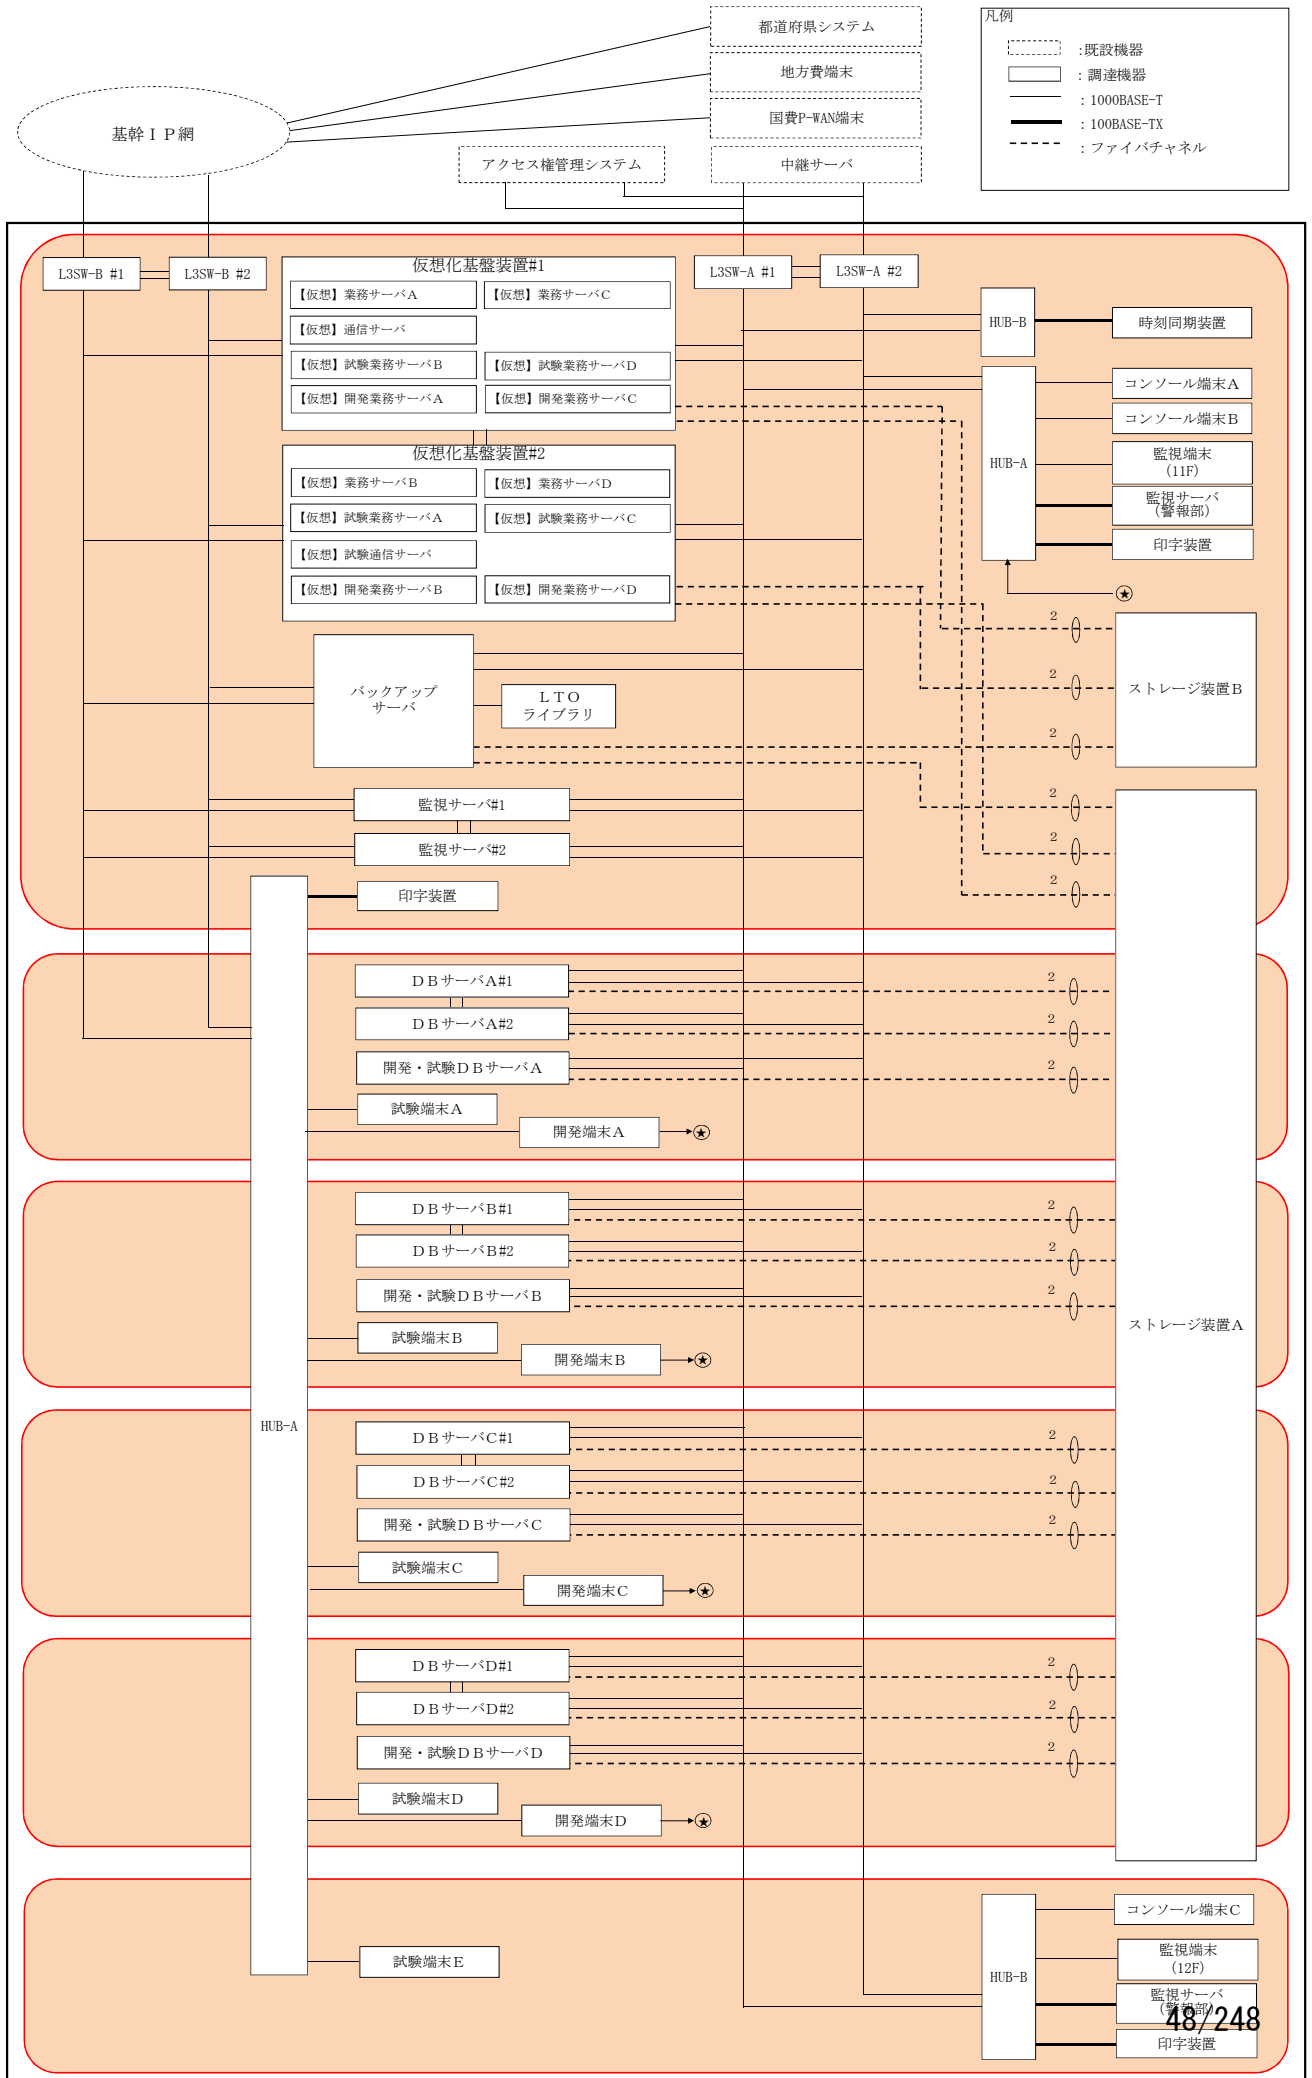 都道府県システム
地方費端末
国費P-WAN端末
基幹ＩＰ網
アクセス権管理システム
中継サーバ
凡例
:既設機器
：調達機器
：1000BASE-T
：100BASE-TX
：ファイバチャネル
L3SW-B #1
L3SW-B #2
仮想化基盤装置#1
【仮想】業務サーバA
【仮想】業務サーバC
【仮想】通信サーバ
【仮想】試験業務サーバB
【仮想】試験業務サーバD
【仮想】開発業務サーバA
【仮想】開発業務サーバC
L3SW-A #1
L3SW-A #2
HUB-B
時刻同期装置
コンソール端末A
コンソール端末B
HUB-A
監視端末
(11F)
監視サーバ
(警報部)
印字装置
★
仮想化基盤装置#2
【仮想】業務サーバB
【仮想】業務サーバD
【仮想】試験業務サーバA
【仮想】試験業務サーバC
【仮想】試験通信サーバ
【仮想】開発業務サーバB
【仮想】開発業務サーバD
2
2
ストレージ装置B
2
バックアップ
サーバ
ＬＴＯ
ライブラリ
2
2
2
監視サーバ#1
監視サーバ#2
印字装置
ＤＢサーバA#1
2
ＤＢサーバA#2
2
開発・試験ＤＢサーバA
2
試験端末A
開発端末A
★
ＤＢサーバB#1
2
ＤＢサーバB#2
2
開発・試験ＤＢサーバB
2
ストレージ装置A
試験端末B
開発端末B
★
HUB-A
ＤＢサーバC#1
2
ＤＢサーバC#2
2
開発・試験ＤＢサーバC
2
試験端末C
開発端末C
★
ＤＢサーバD#1
2
ＤＢサーバD#2
2
開発・試験ＤＢサーバD
2
試験端末D
開発端末D
★
試験端末E
HUB-B
コンソール端末C
監視端末
(12F)
監視サーバ
(警報部)
48/248
印字装置